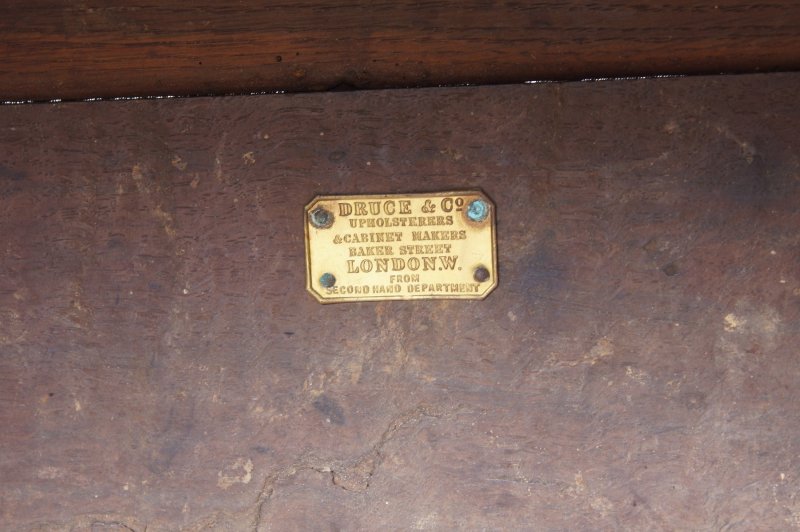 DRUCE & Cº
UPHOLSTERERS
& CABINET MAKERS
BAKER STREET
LONDON.W.
FROM
SECOND HAND DEPARTMENT